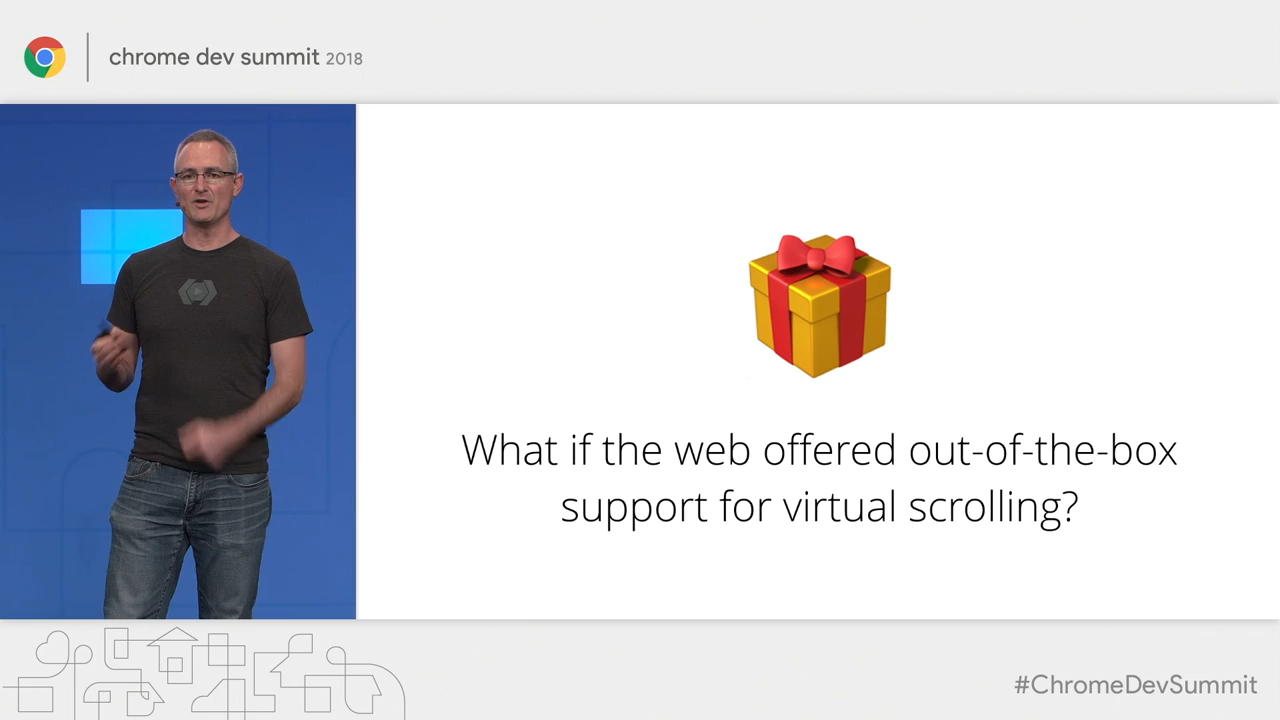 chrome dev summit 2018
What if the web offered out-of-the-box
support for virtual scrolling?
#ChromeDevSummit